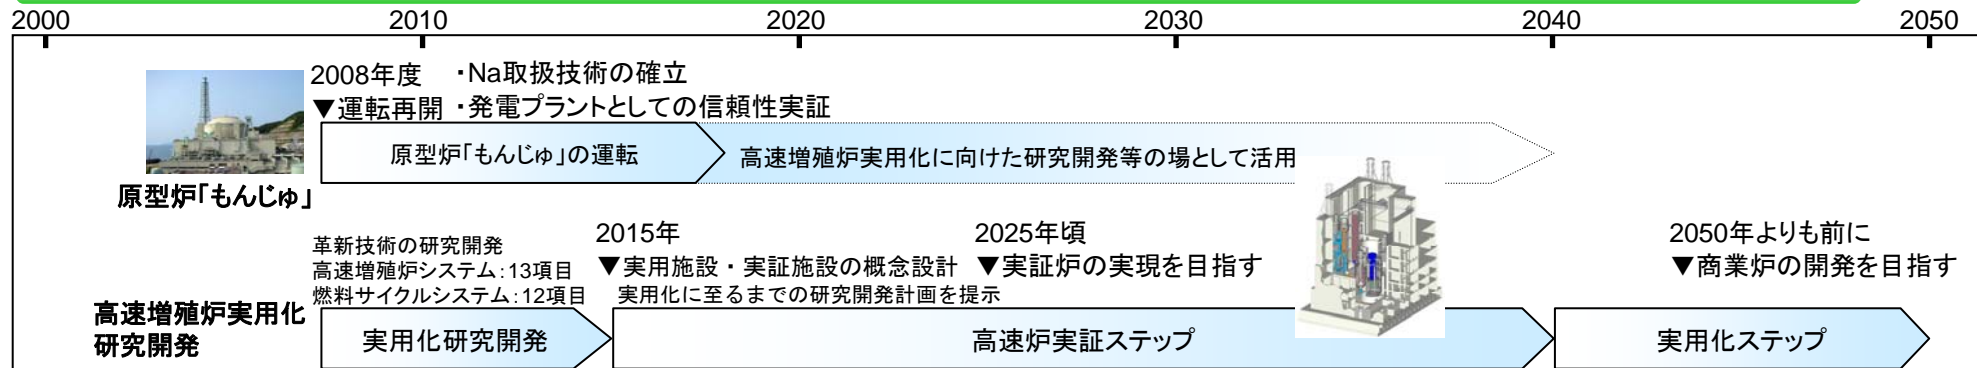 2000 2010 2020 2030 2040 2050
2008年度 ・Na取扱技術の確立
▼運転再開 ・発電プラントとしての信頼性実証
原型炉「もんじゅ」の運転
高速増殖炉実用化に向けた研究開発等の場として活用
原型炉「もんじゅ」
革新技術の研究開発
高速増殖炉システム：13項目
燃料サイクルシステム：12項目
2015年
▼実用施設・実証施設の概念設計
実用化に至るまでの研究開発計画を提示
2025年頃
▼実証炉の実現を目指す
2050年よりも前に
▼商業炉の開発を目指す
高速増殖炉実用化
研究開発
実用化研究開発
高速炉実証ステップ
実用化ステップ